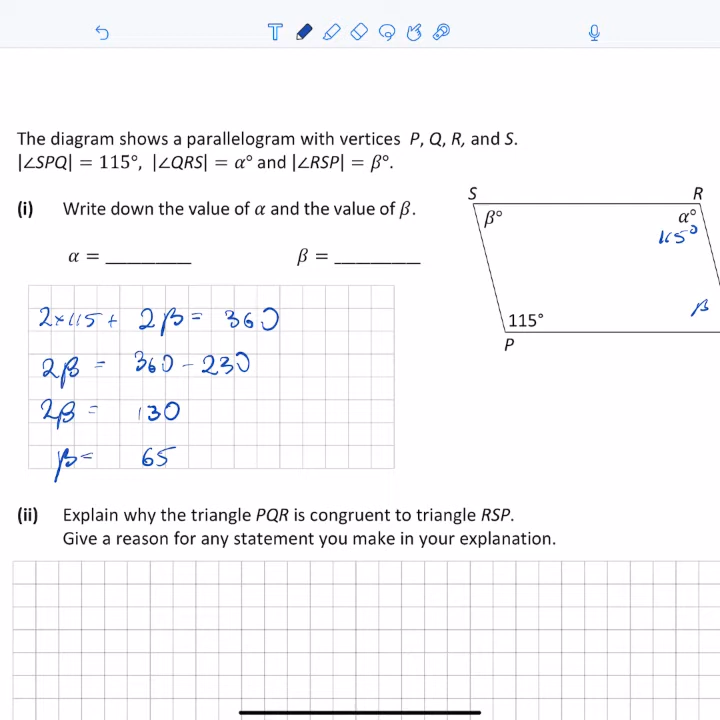 The diagram shows a parallelogram with vertices P, Q, R, and S.
|∠SPQ| = 115°, |∠QRS| = α° and |∠RSP| = β°.
(i) Write down the value of α and the value of β.
α = ________ β = ________
S R
β° α°
115°
β
115°
P
2×115 + 2β = 360
2β = 360 - 230
2β = 130
β = 65
(ii) Explain why the triangle PQR is congruent to triangle RSP.
Give a reason for any statement you make in your explanation.